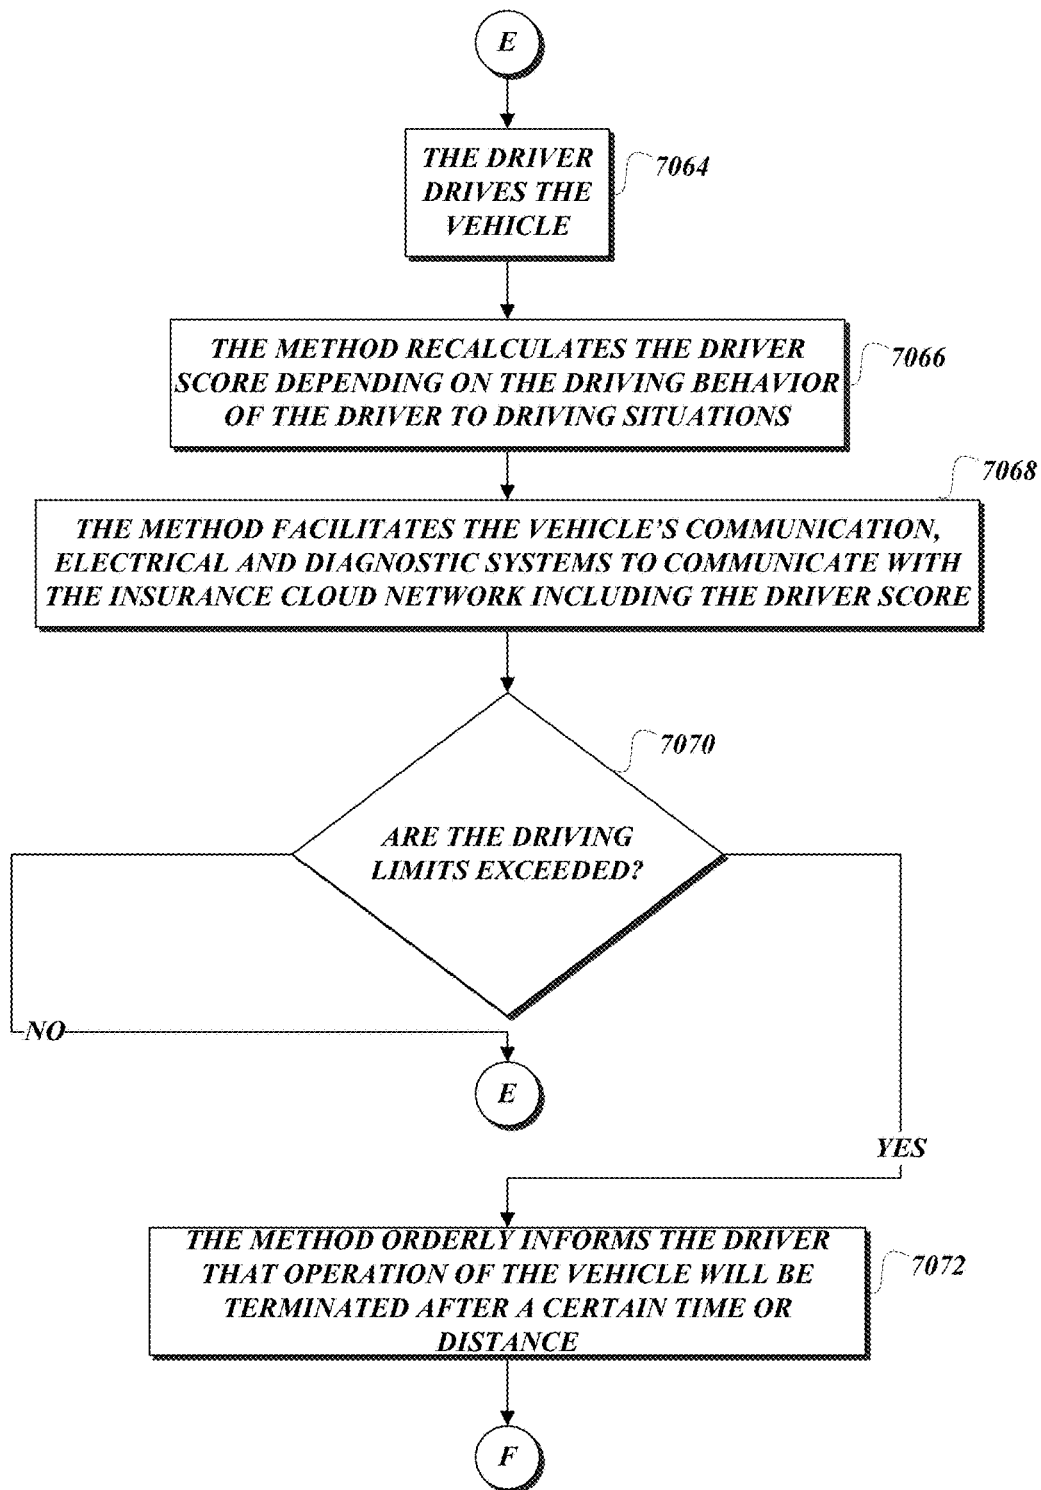 E
THE DRIVER
DRIVES THE
VEHICLE
7064
THE METHOD RECALCULATES THE DRIVER
SCORE DEPENDING ON THE DRIVING BEHAVIOR
OF THE DRIVER TO DRIVING SITUATIONS
7066
7068
THE METHOD FACILITATES THE VEHICLE'S COMMUNICATION,
ELECTRICAL AND DIAGNOSTIC SYSTEMS TO COMMUNICATE WITH
THE INSURANCE CLOUD NETWORK INCLUDING THE DRIVER SCORE
7070
ARE THE DRIVING
LIMITS EXCEEDED?
NO
E
YES
THE METHOD ORDERLY INFORMS THE DRIVER
THAT OPERATION OF THE VEHICLE WILL BE
TERMINATED AFTER A CERTAIN TIME OR
DISTANCE
7072
F